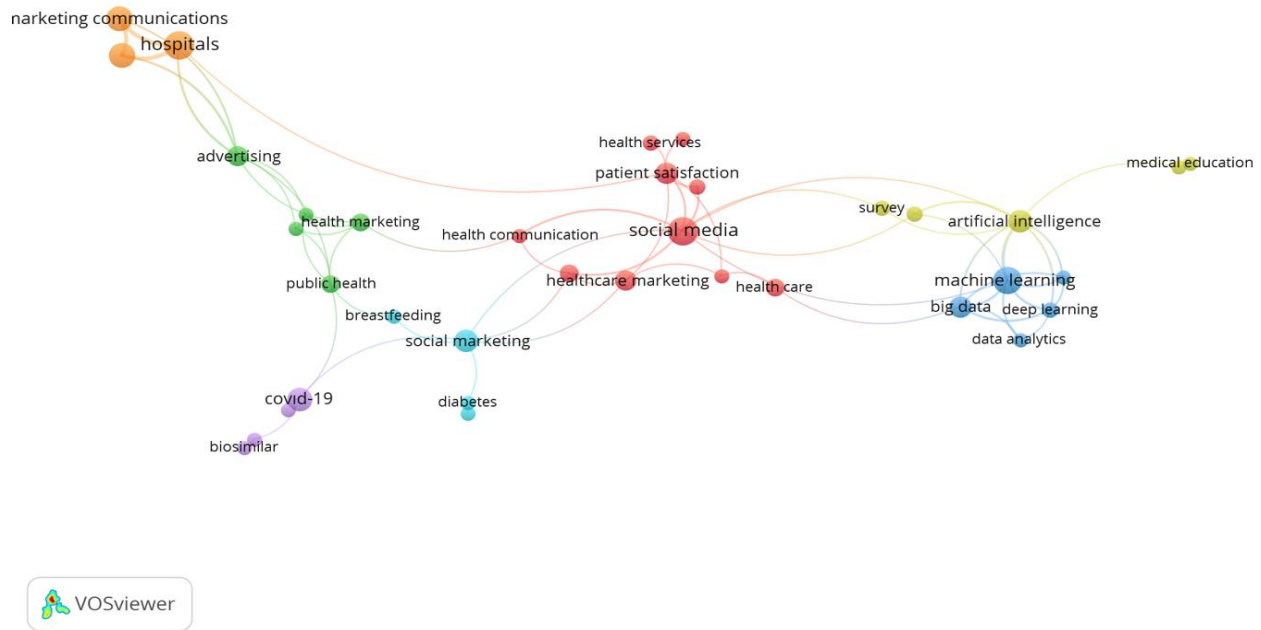 narketing communications
hospitals
advertising
health services
patient satisfaction
medical education
survey
health marketing
artificial intelligence
health communication
social media
public health
healthcare marketing
health care
machine learning
big data
deep learning
breastfeeding
social marketing
data analytics
covid-19
diabetes
biosimilar
VOSviewer